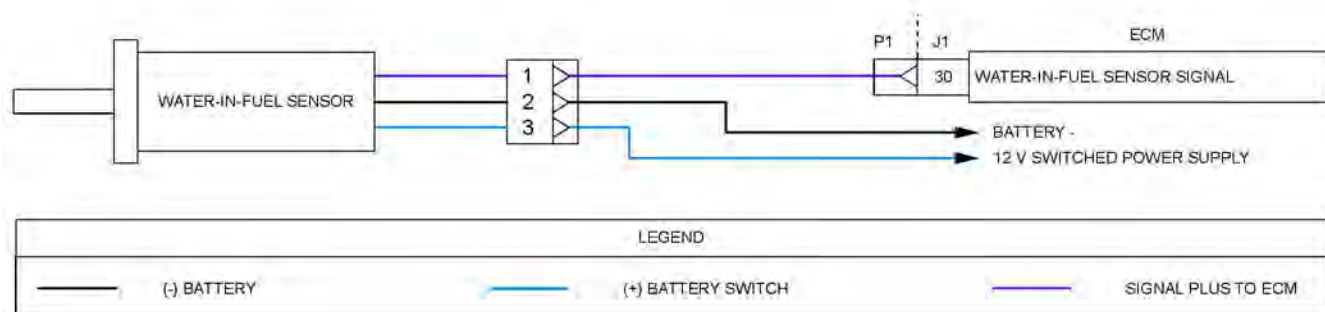 ECM
P1 J1
1
WATER-IN-FUEL SENSOR
2
3
30
WATER-IN-FUEL SENSOR SIGNAL
BATTERY -
12 V SWITCHED POWER SUPPLY
LEGEND
(-) BATTERY
(+) BATTERY SWITCH
SIGNAL PLUS TO ECM